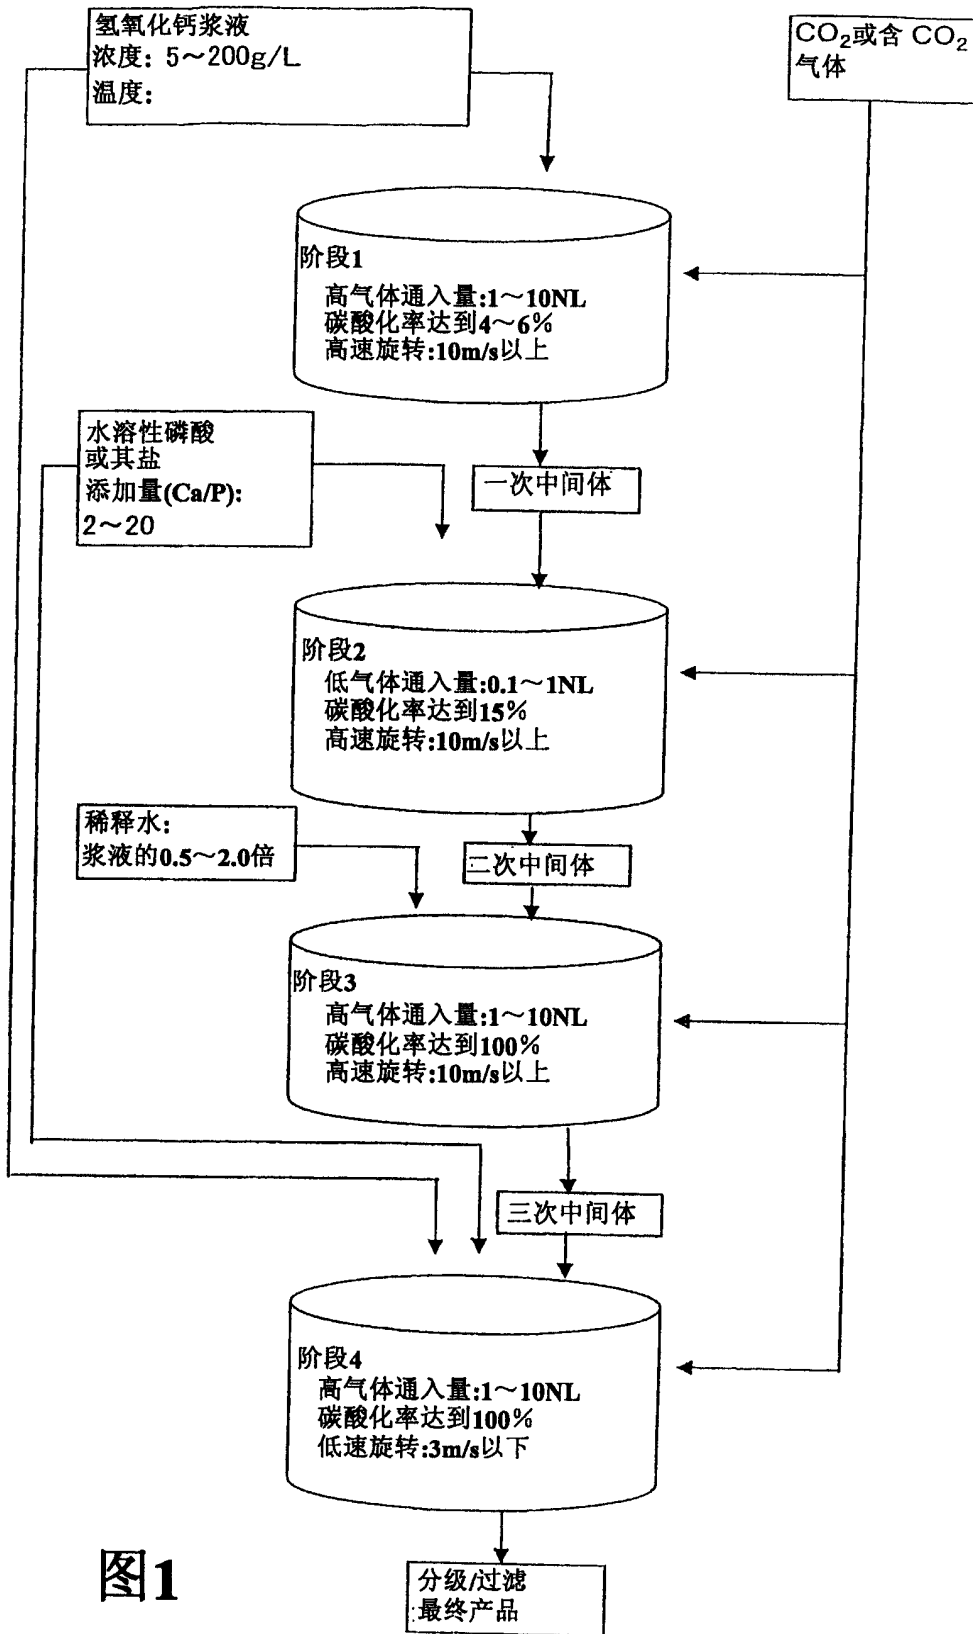 氢氧化钙浆液
浓度: 5～200g/L
温度:
CO₂或含 CO₂
气体
阶段1
高气体通入量:1～10NL
碳酸化率达到4～6%
高速旋转:10m/s以上
水溶性磷酸
或其盐
添加量(Ca/P):
2～20
一次中间体
阶段2
低气体通入量:0.1～1NL
碳酸化率达到15%
高速旋转:10m/s以上
稀释水:
浆液的0.5～2.0倍
二次中间体
阶段3
高气体通入量:1～10NL
碳酸化率达到100%
高速旋转:10m/s以上
三次中间体
阶段4
高气体通入量:1～10NL
碳酸化率达到100%
低速旋转:3m/s以下
分级/过滤
最终产品
图1